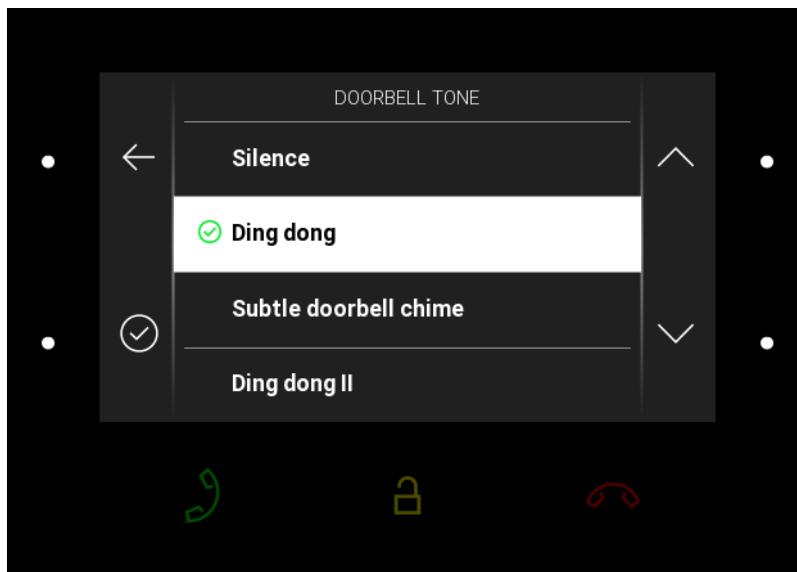 DOORBELL TONE
Silence
Ding dong
Subtle doorbell chime
Ding dong II